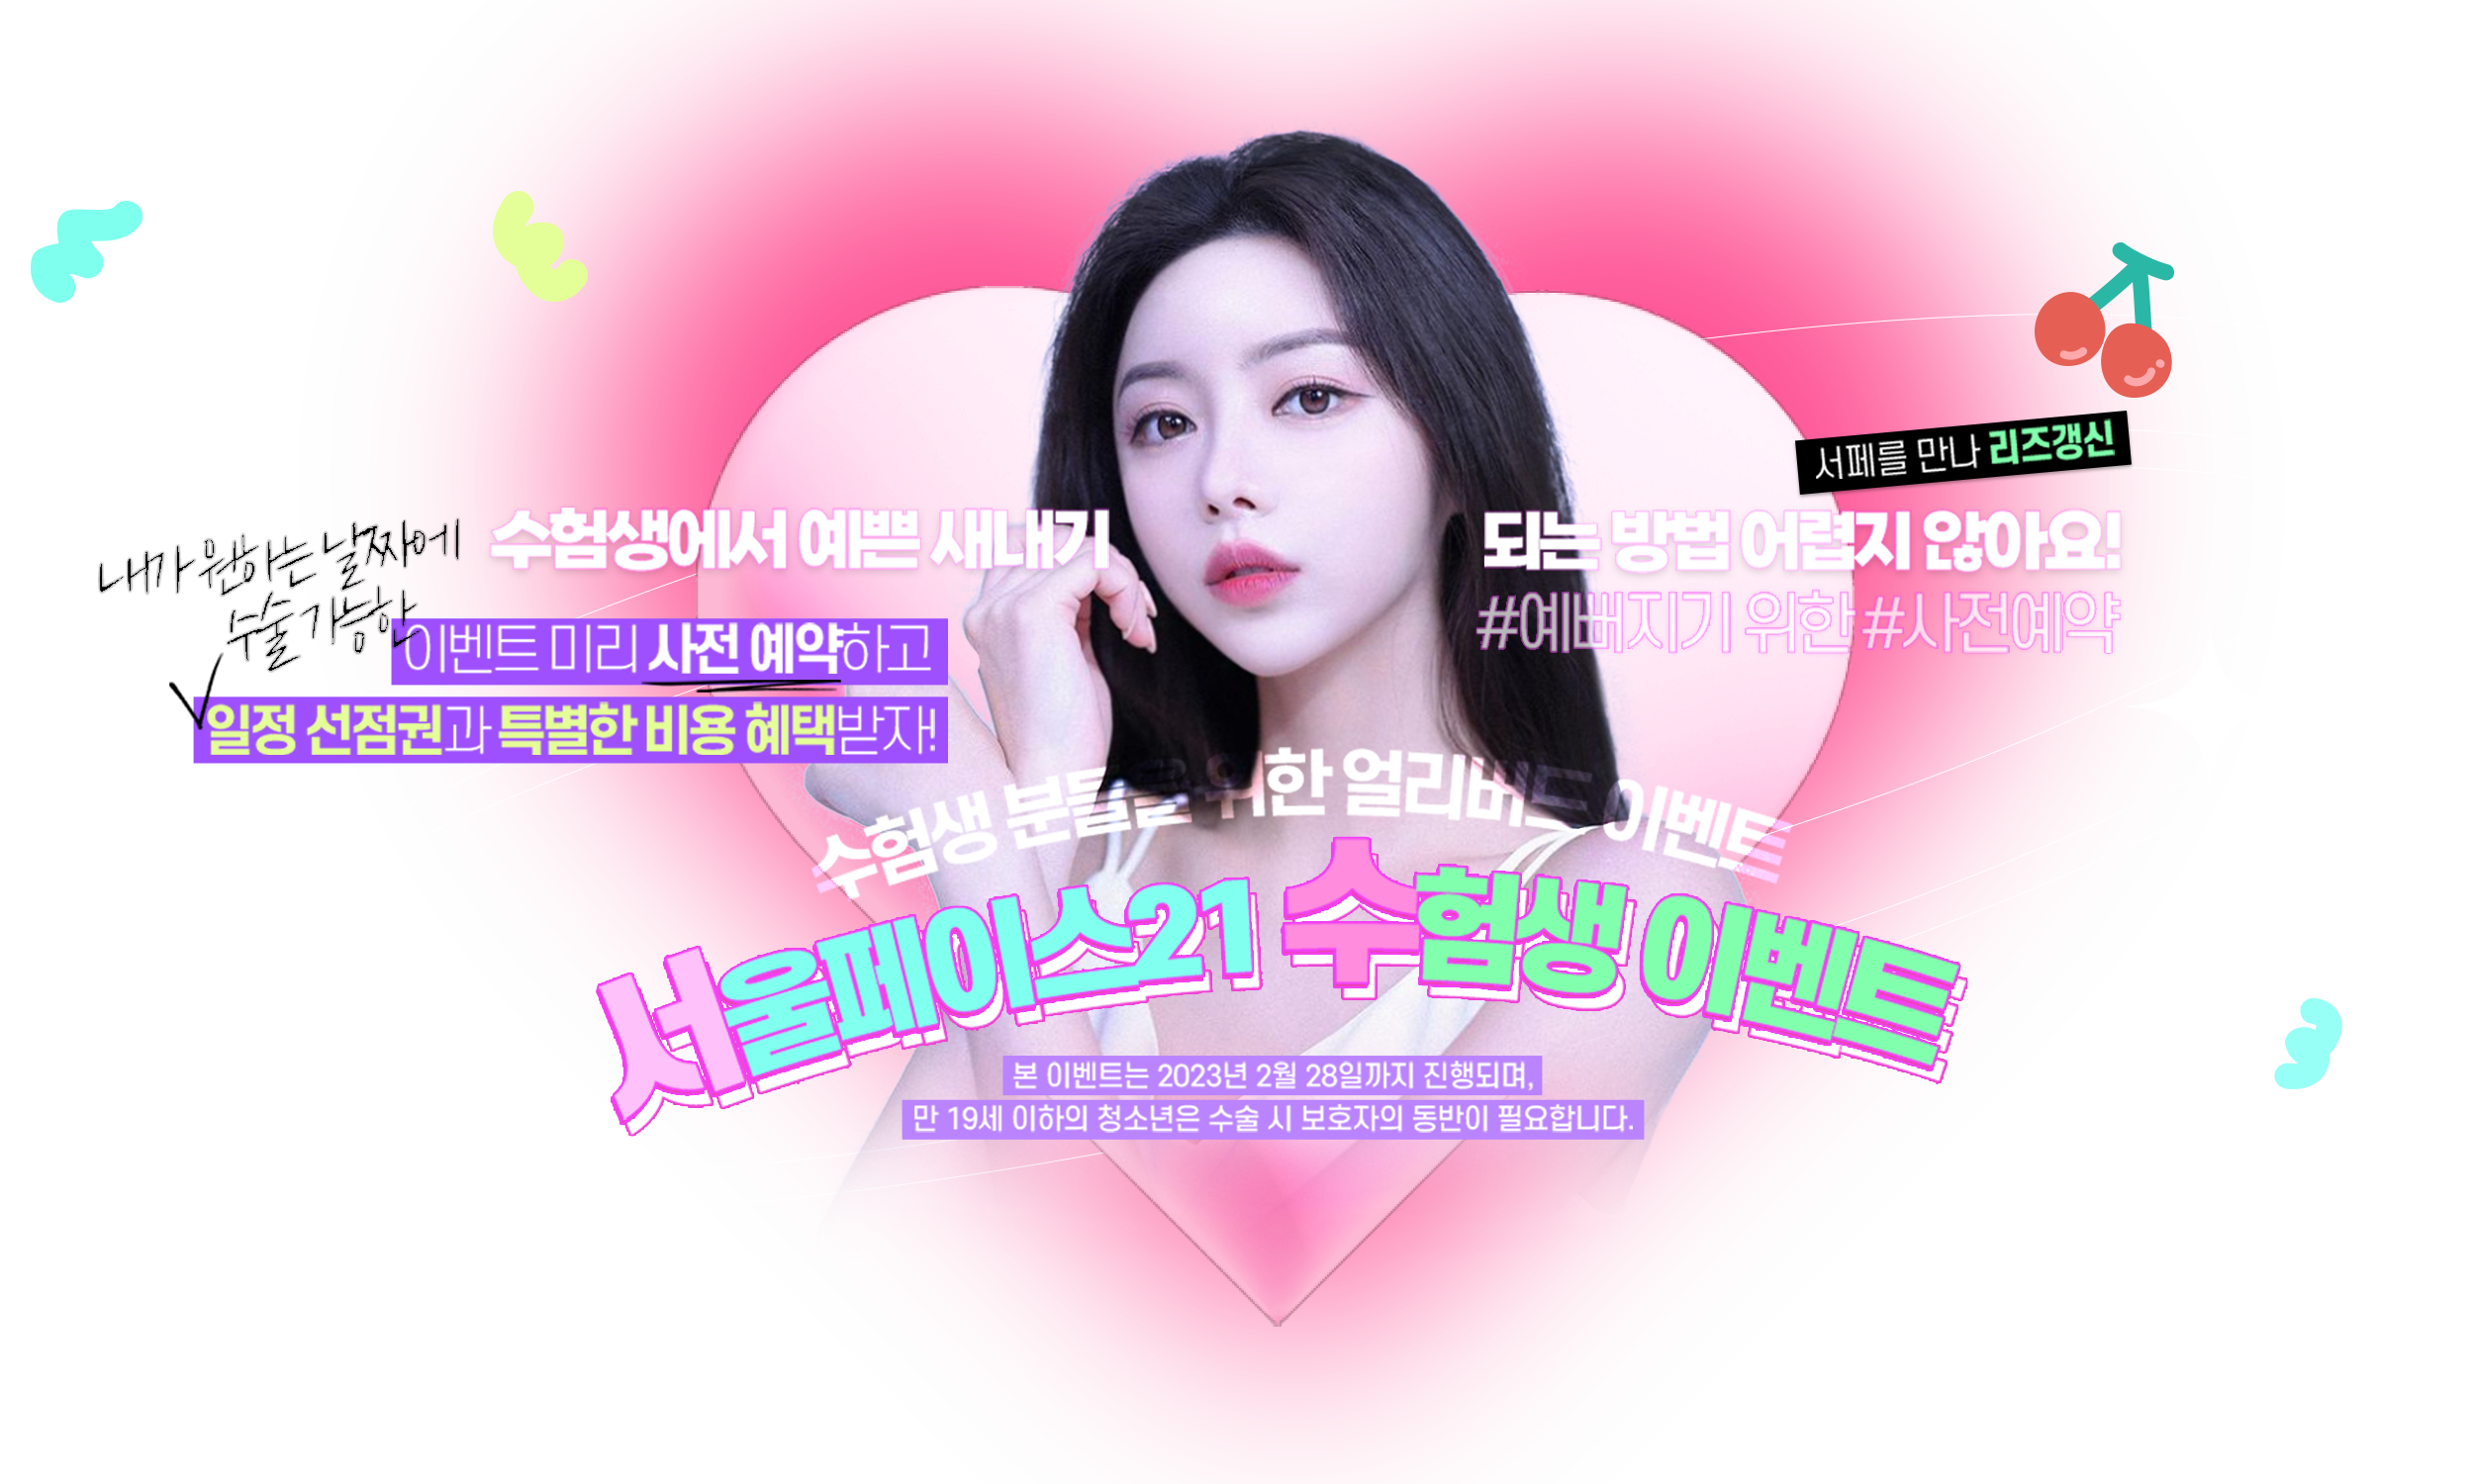 서페를 만나 리즈갱신
수험생에서 예쁜 새내기 되는 방법 어렵지 않아요!
#예뻐지기 위한 #사전예약
내가 원하는 날짜에
수술 가능한
이벤트 미리 사전 예약하고
일정 선점권과 특별한 비용 혜택받자!
수험생 분들을 위한 얼리버드 이벤트
서울페이스21 수험생 이벤트
본 이벤트는 2023년 2월 28일까지 진행되며,
만 19세 이하의 청소년은 수술 시 보호자의 동반이 필요합니다.